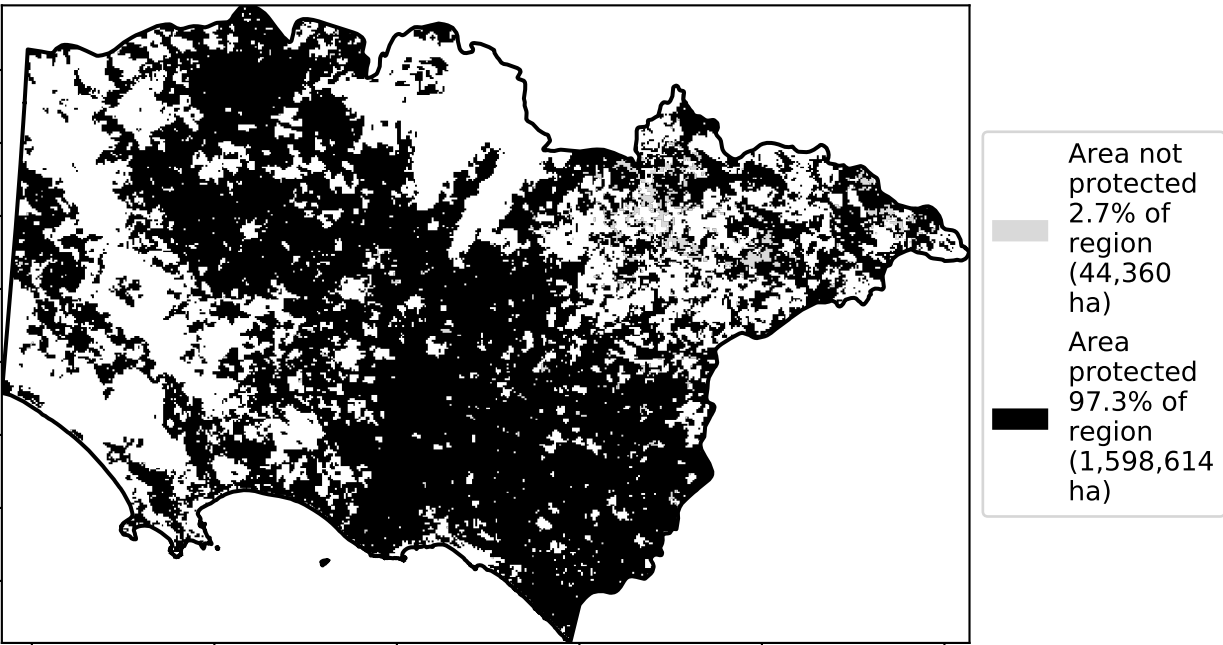 Area not
protected
2.7% of
region
(44,360
ha)
Area
protected
97.3% of
region
(1,598,614
ha)